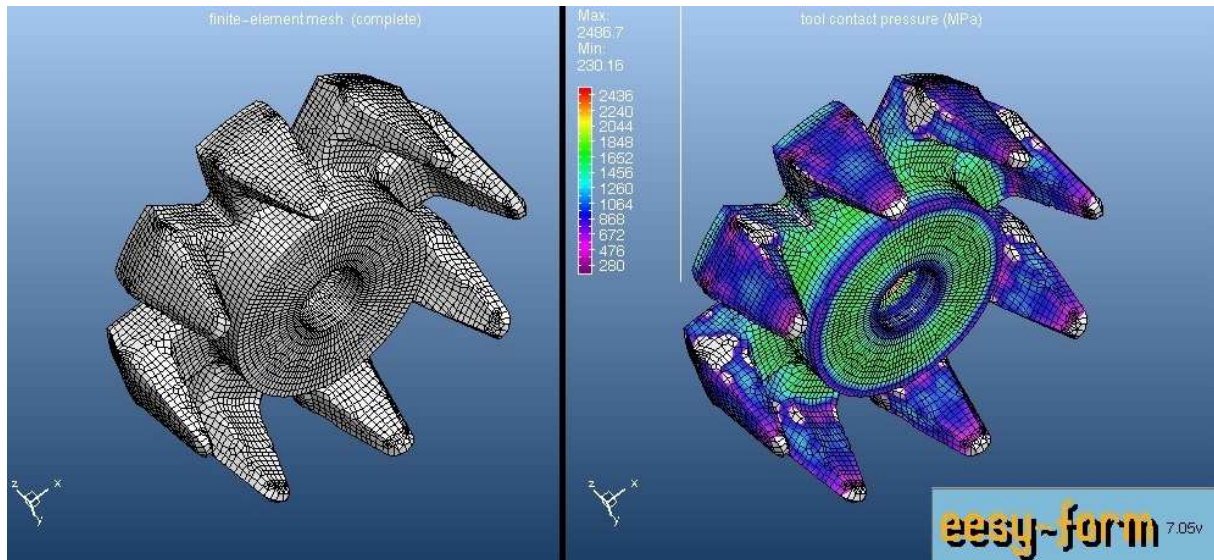 finite-element mesh (complete)
Max:
2486.7
Min:
230.16
2436
2240
2044
1848
1652
1456
1260
1064
868
672
476
280
tool contact pressure (MPa)
z x
y
z x
y
eesy-form 7.05v